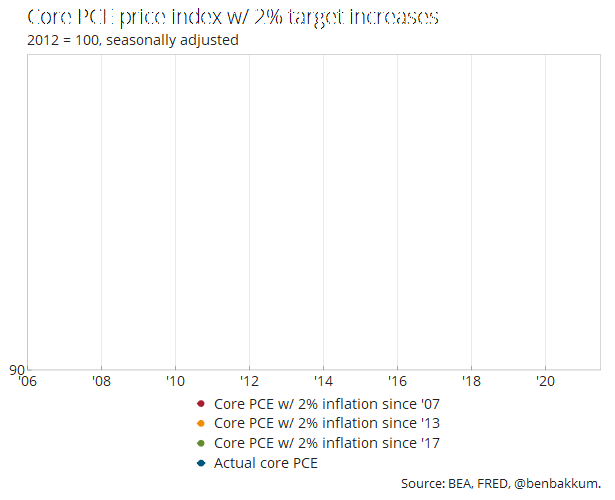 Core PCE price index w/ 2% target increases
2012 = 100, seasonally adjusted
90
'06 '08 '10 '12 '14 '16 '18 '20
Core PCE w/ 2% inflation since '07
Core PCE w/ 2% inflation since '13
Core PCE w/ 2% inflation since '17
Actual core PCE
Source: BEA, FRED, @benbakkum.